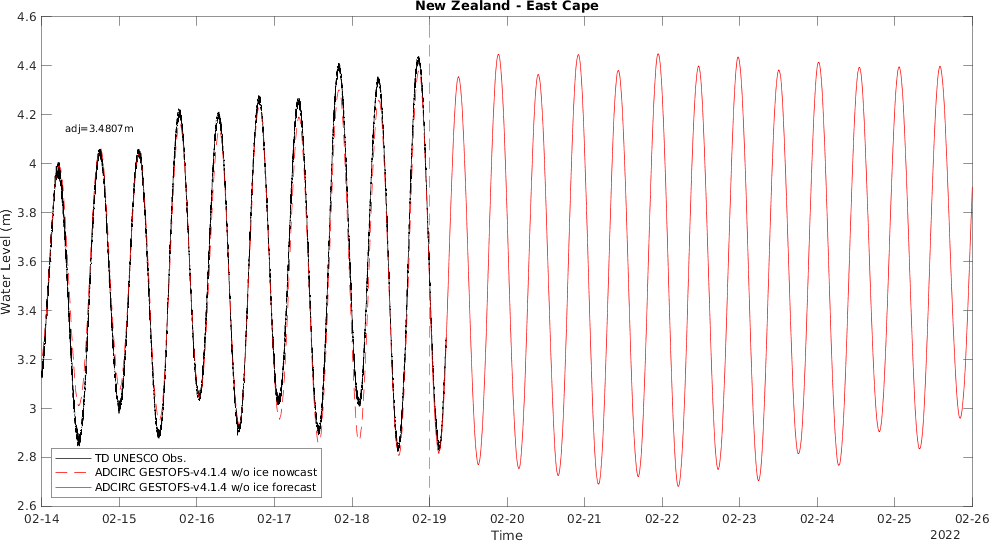 New Zealand - East Cape
4.6
4.4
4.2
4
3.8
3.6
3.4
3.2
3
2.8
2.6
Water Level (m)
adj=3.4807m
TD UNESCO Obs.
ADCIRC GESTOFS-v4.1.4 w/o ice nowcast
ADCIRC GESTOFS-v4.1.4 w/o ice forecast
02-14 02-15 02-16 02-17 02-18 02-19 02-20 02-21 02-22 02-23 02-24 02-25 02-26
Time
2022